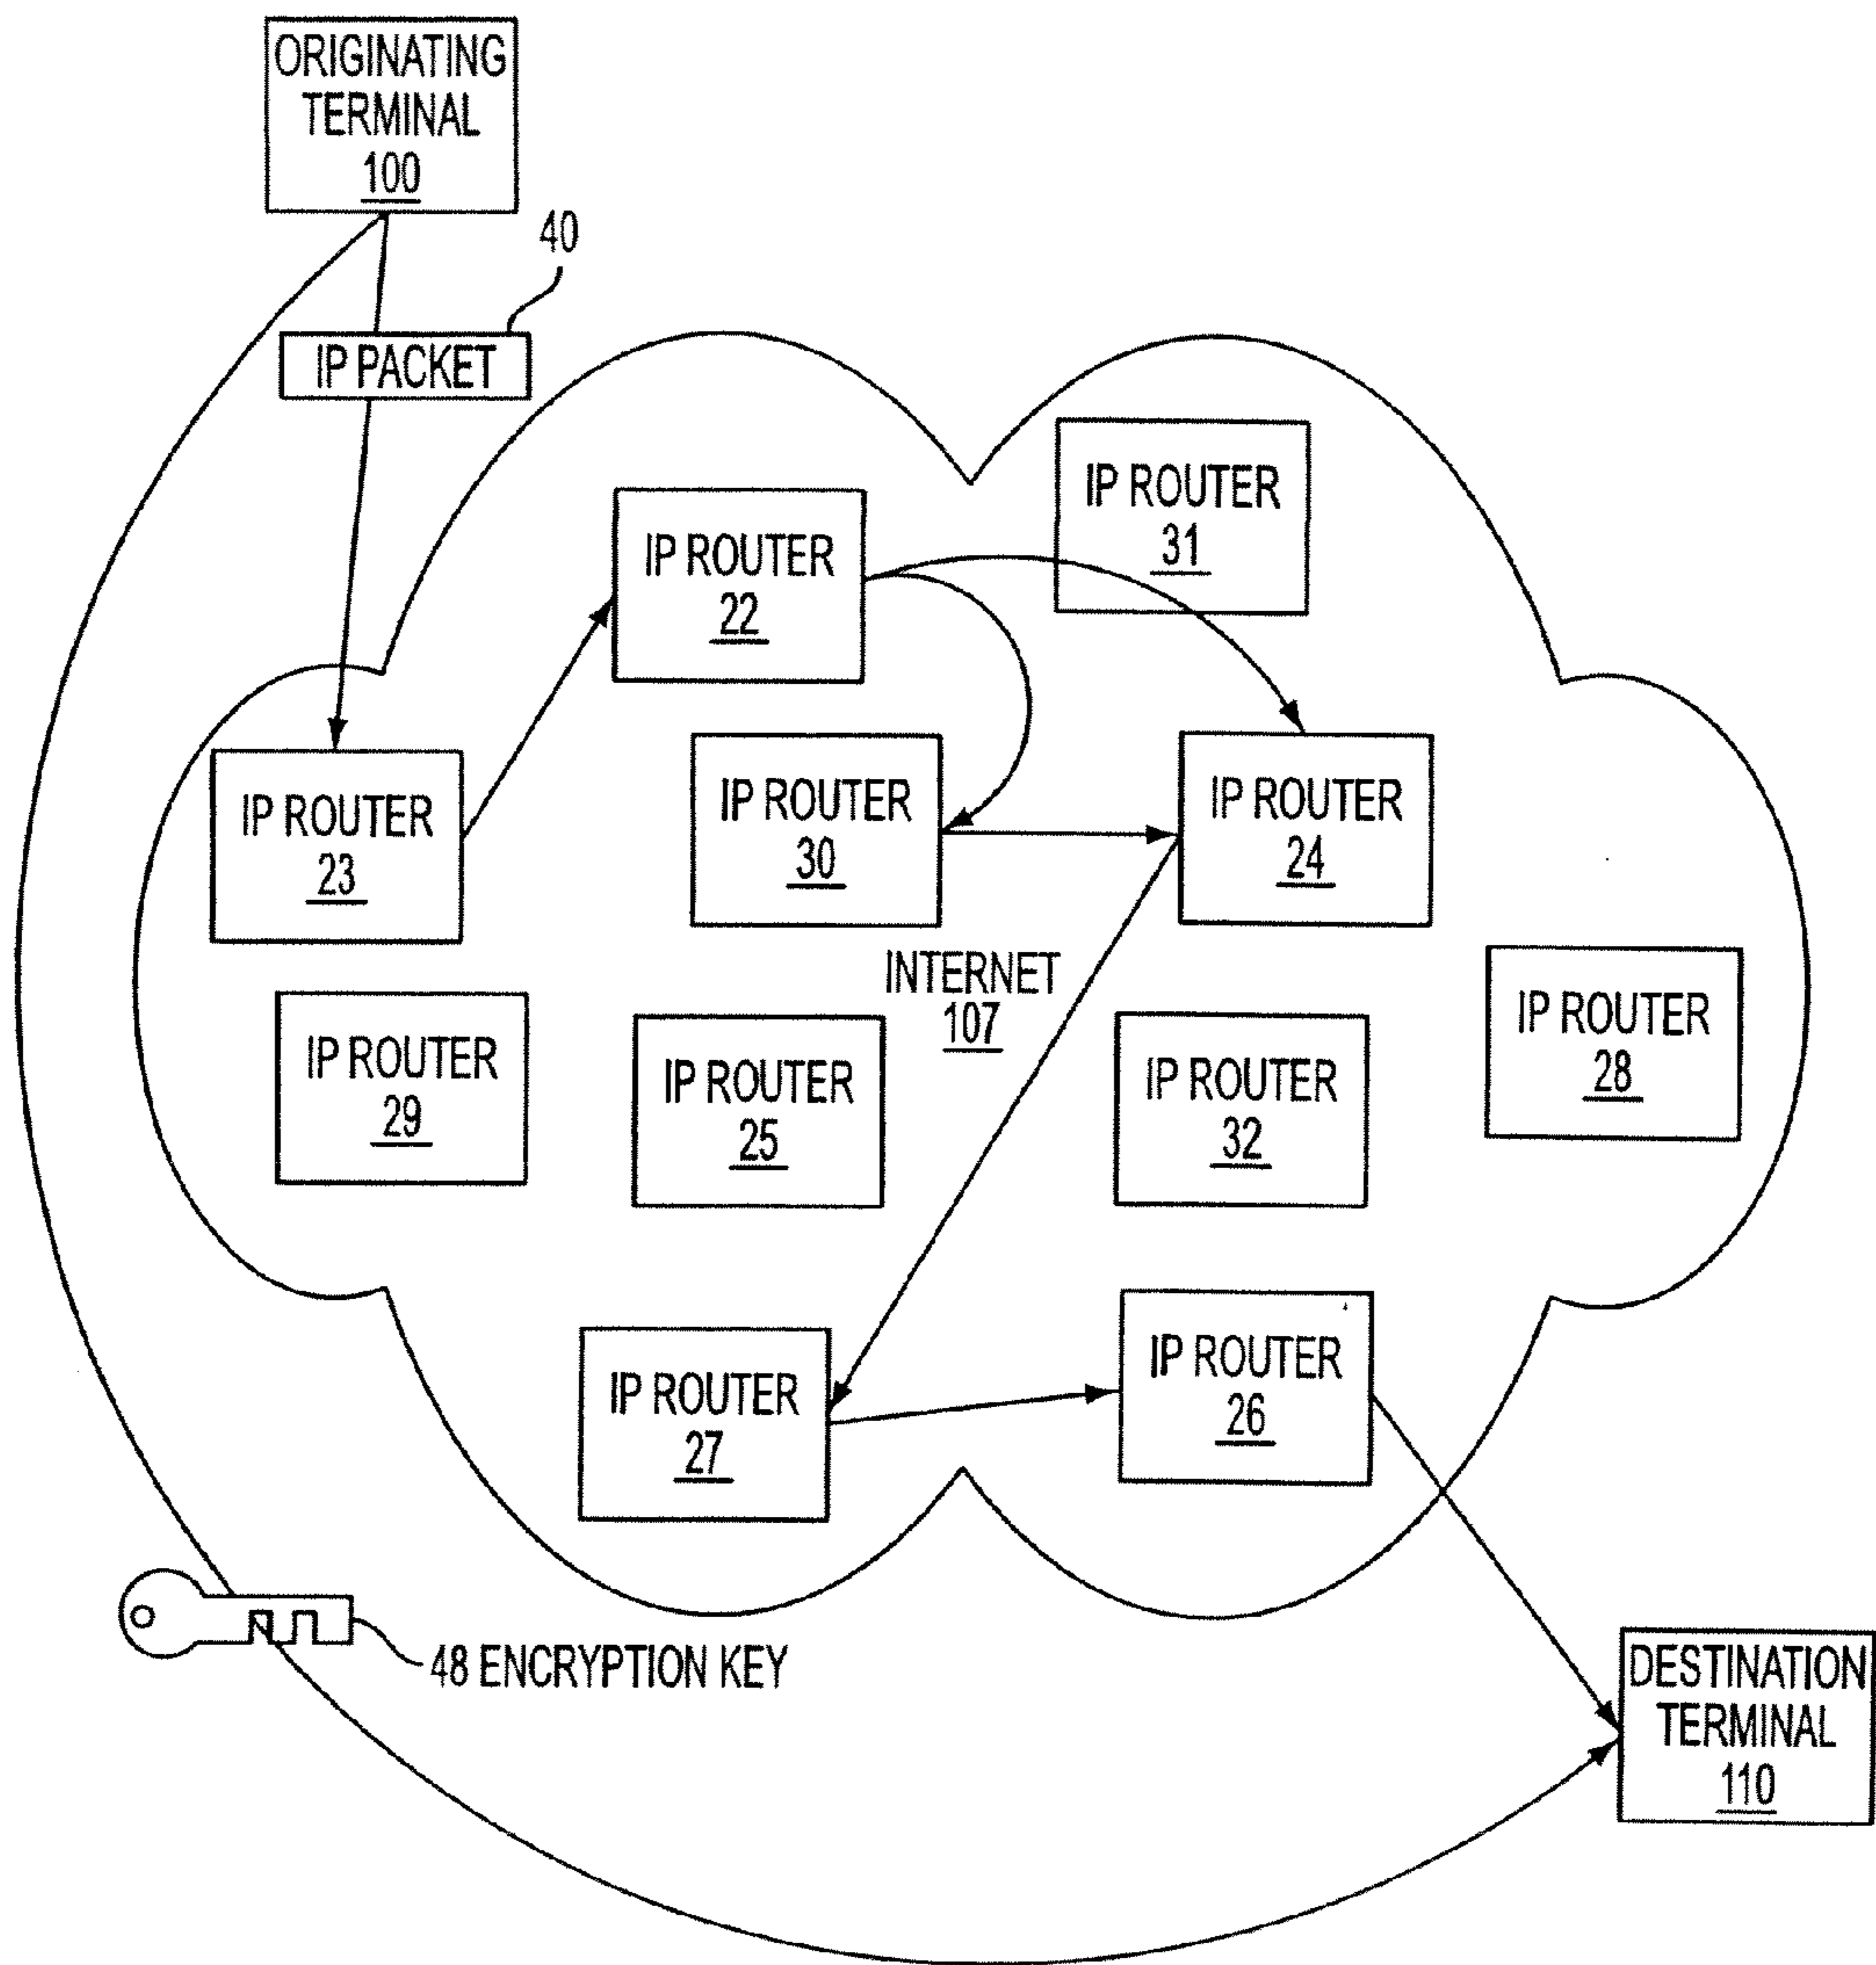 ORIGINATING
TERMINAL
100
40
IP PACKET
IP ROUTER
31
IP ROUTER
22
IP ROUTER
23
IP ROUTER
30
IP ROUTER
24
INTERNET
107
IP ROUTER
28
IP ROUTER
29
IP ROUTER
25
IP ROUTER
32
IP ROUTER
27
IP ROUTER
26
48 ENCRYPTION KEY
DESTINATION
TERMINAL
110